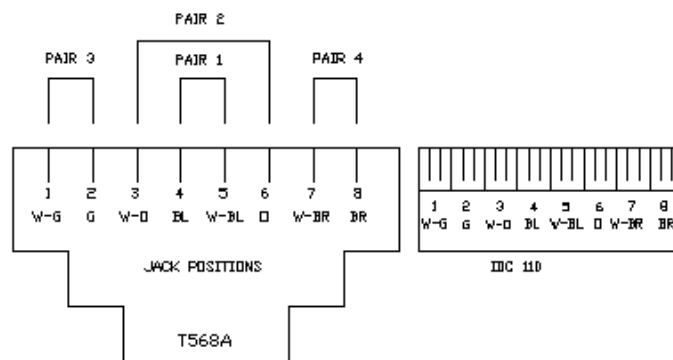 PAIR 2
PAIR 3 PAIR 1 PAIR 4
1 2 3 4 5 6 7 8
W-G G W-O BL W-BL O W-BR BR
JACK POSITIONS
T568A
1 2 3 4 5 6 7 8
W-G G W-O BL W-BL O W-BR BR
IDC 110